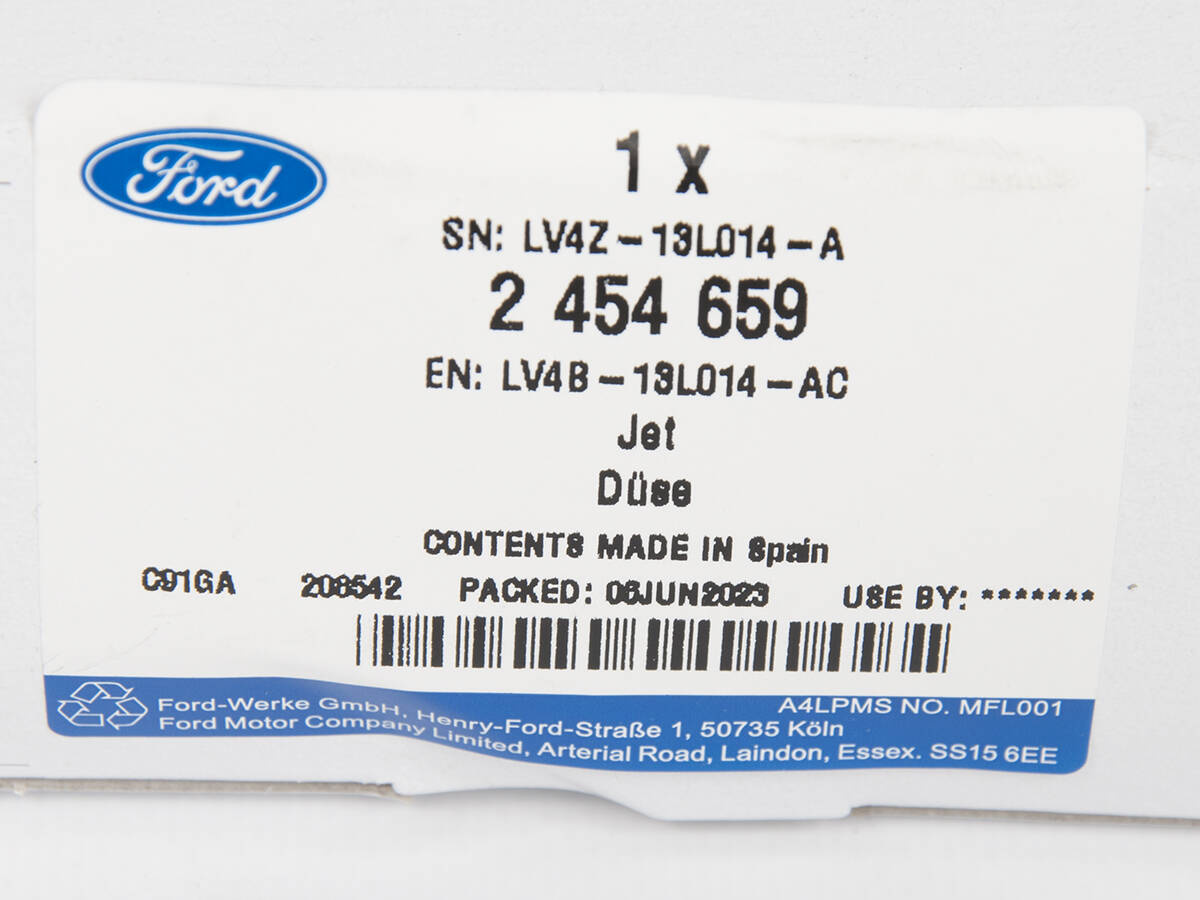 Ford
1 x
SN: LV4Z-13L014-A
2 454 659
EN: LV4B-13L014-AC
Jet
Düse
CONTENTS MADE IN Spain
C91GA 208542 PACKED: 06JUN2023 USE BY: *******
A4LPMS NO. MFL001
Ford-Werke GmbH, Henry-Ford-Straße 1, 50735 Köln
Ford Motor Company Limited, Arterial Road, Laindon, Essex. SS15 6EE